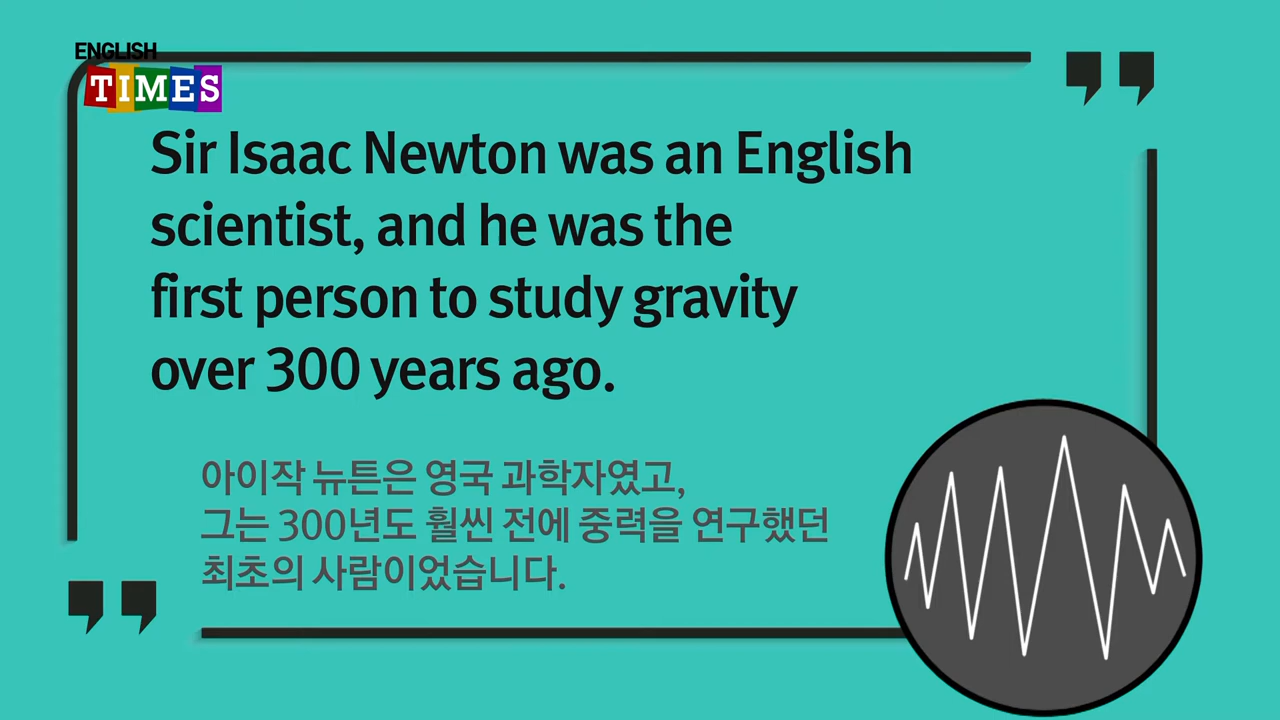 ENGLISH
TIMES
Sir Isaac Newton was an English
scientist, and he was the
first person to study gravity
over 300 years ago.
아이작 뉴튼은 영국 과학자였고,
그는 300년도 훨씬 전에 중력을 연구했던
최초의 사람이었습니다.